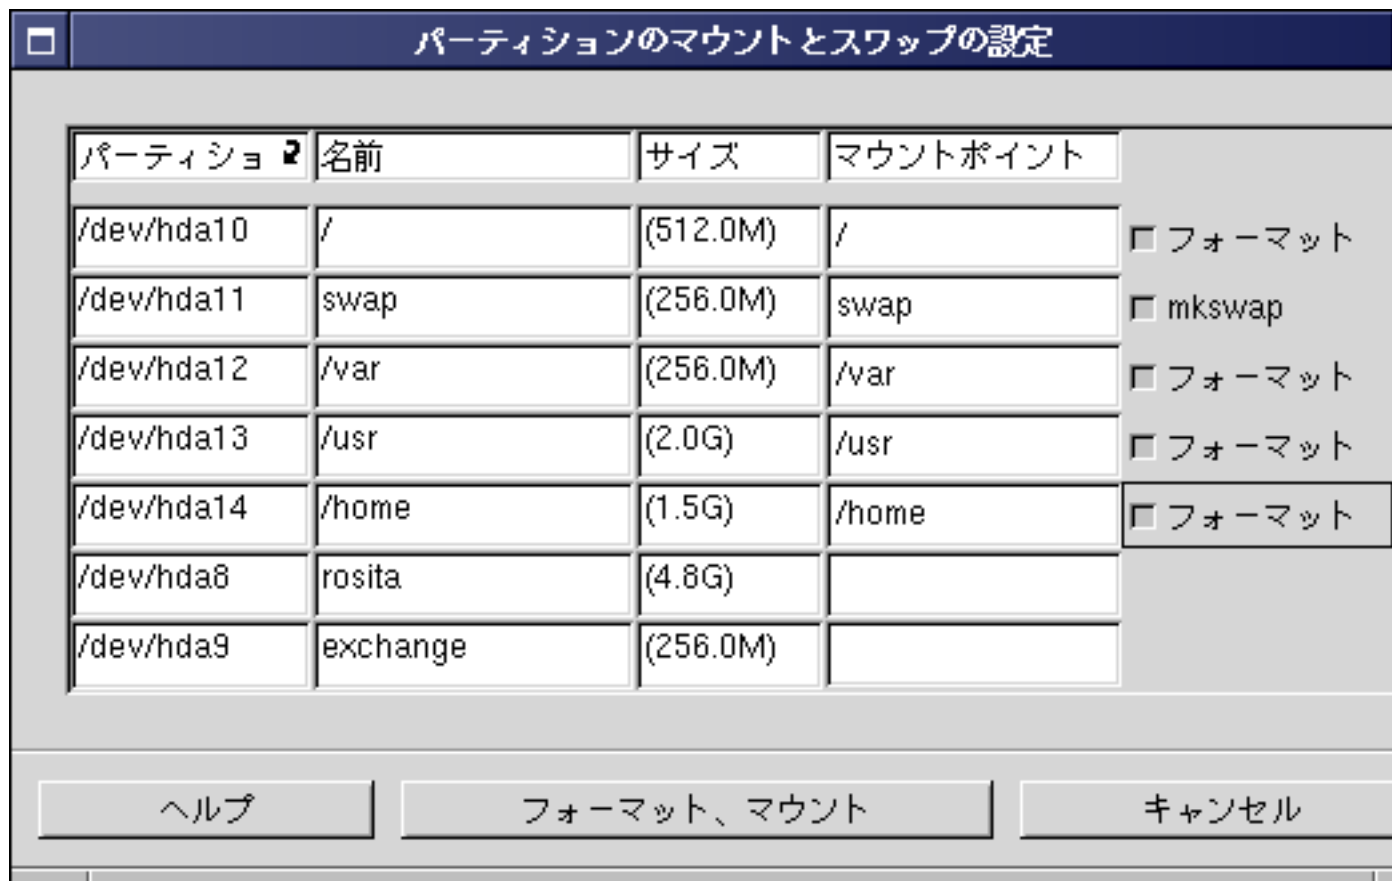 パーティションのマウントとスワップの設定
パーティショ 名前 サイズ マウントポイント
/dev/hda10 / (512.0M) / フォーマット
/dev/hda11 swap (256.0M) swap mkswap
/dev/hda12 /var (256.0M) /var フォーマット
/dev/hda13 /usr (2.0G) /usr フォーマット
/dev/hda14 /home (1.5G) /home フォーマット
/dev/hda8 rosita (4.8G)
/dev/hda9 exchange (256.0M)
ヘルプ フォーマット、マウント キャンセル